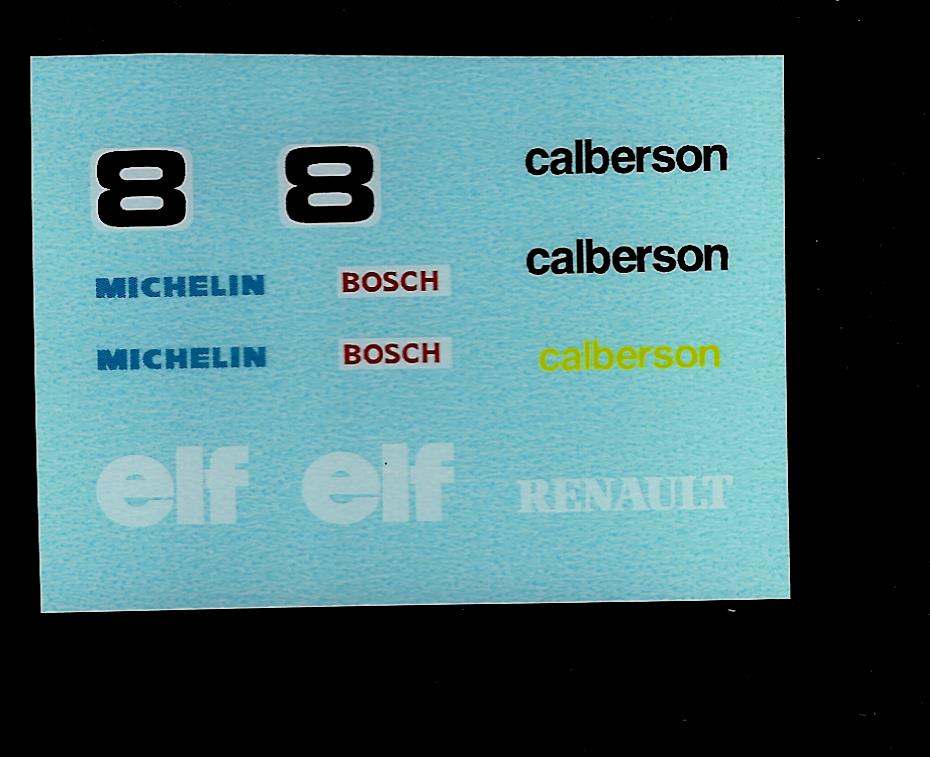 8 8 calberson
calberson
MICHELIN BOSCH
MICHELIN BOSCH calberson
elf elf RENAULT